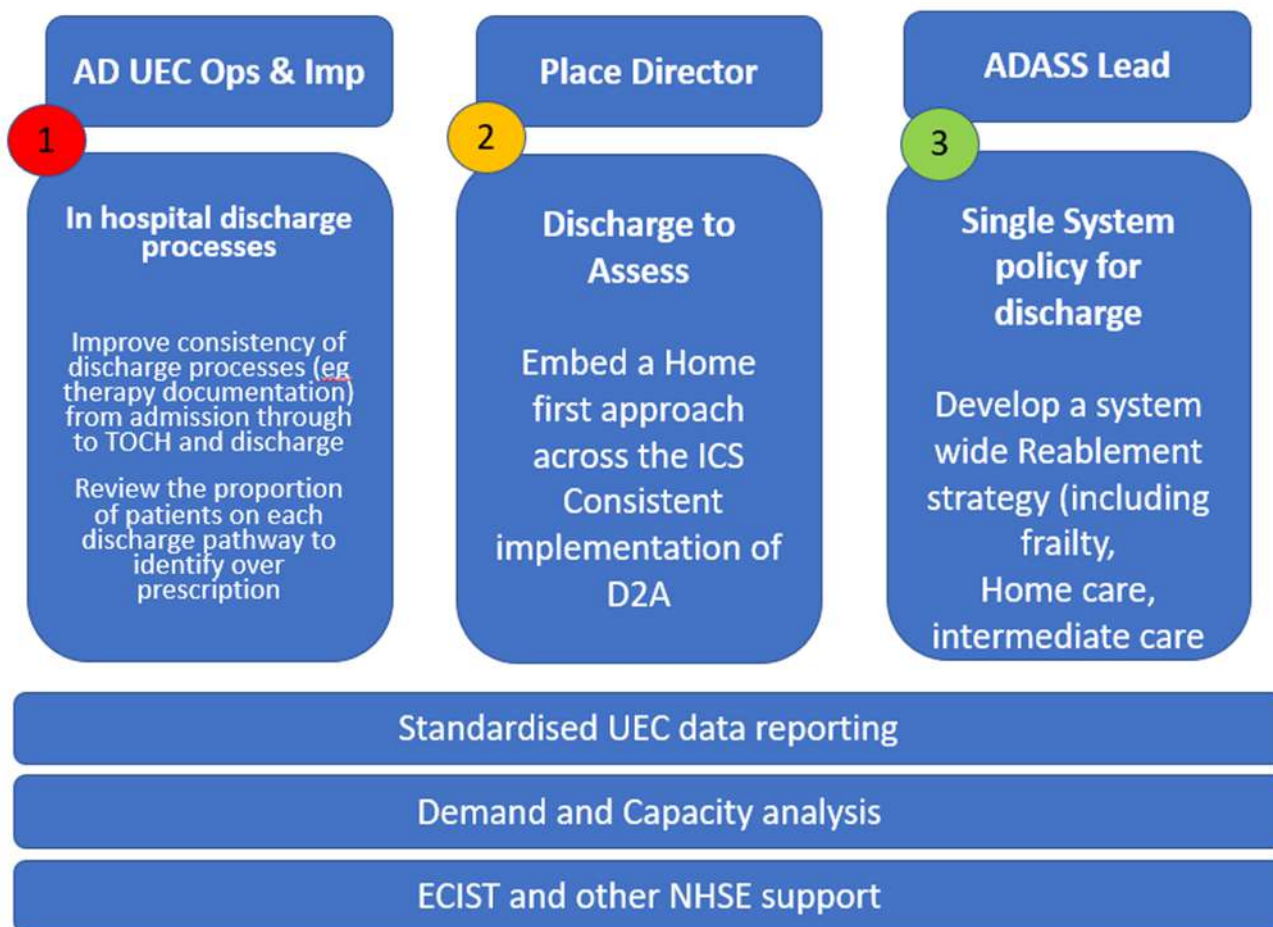 AD UEC Ops & Imp
1
In hospital discharge
processes
Improve consistency of
discharge processes (eg
therapy documentation)
from admission through
to TOCH and discharge
Review the proportion
of patients on each
discharge pathway to
identify over
prescription
Place Director
2
Discharge to
Assess
Embed a Home
first approach
across the ICS
Consistent
implementation of
D2A
ADASS Lead
3
Single System
policy for
discharge
Develop a system
wide Reablement
strategy (including
frailty,
Home care,
intermediate care
Standardised UEC data reporting
Demand and Capacity analysis
ECIST and other NHSE support